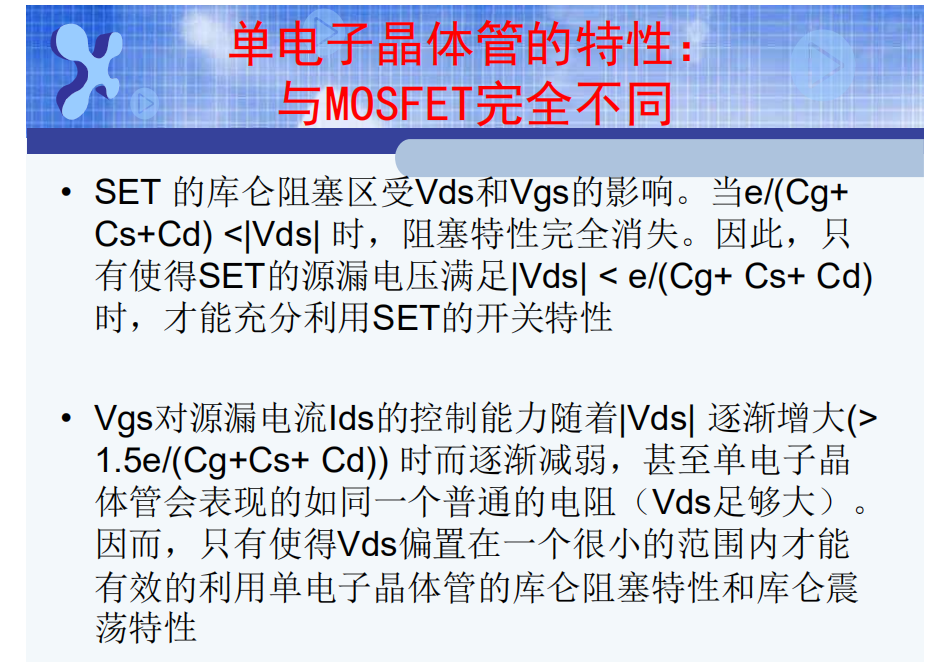 单电子晶体管的特性：
与MOSFET完全不同
• SET 的库仑阻塞区受Vds和Vgs的影响。当e/(Cg+
Cs+Cd) <|Vds| 时，阻塞特性完全消失。因此，只
有使得SET的源漏电压满足|Vds| < e/(Cg+ Cs+ Cd)
时，才能充分利用SET的开关特性
• Vgs对源漏电流Ids的控制能力随着|Vds| 逐渐增大(>
1.5e/(Cg+Cs+ Cd)) 时而逐渐减弱，甚至单电子晶
体管会表现的如同一个普通的电阻（Vds足够大）。
因而，只有使得Vds偏置在一个很小的范围内才能
有效的利用单电子晶体管的库仑阻塞特性和库仑震
荡特性